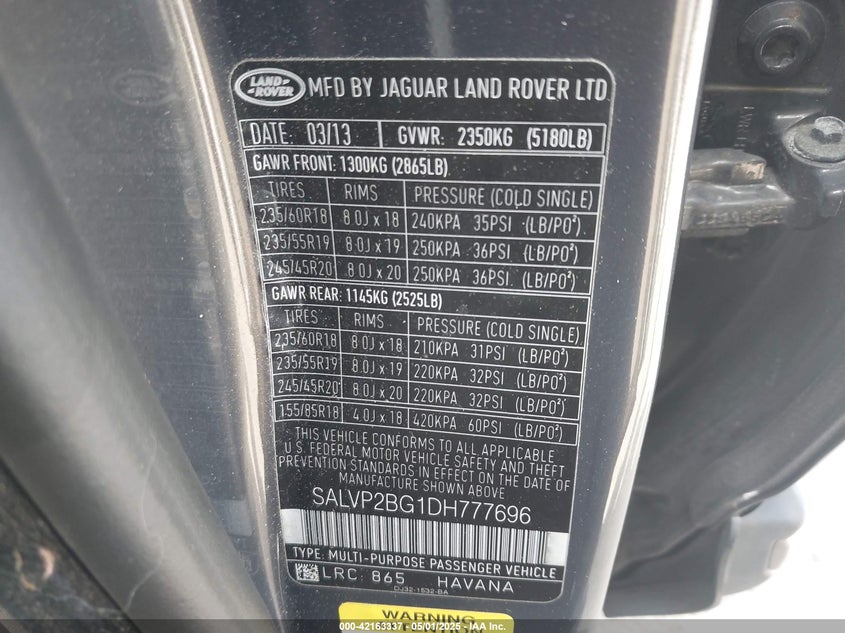 LAND ROVER MFD BY JAGUAR LAND ROVER LTD
DATE: 03/13 GVWR: 2350KG (5180LB)
GAWR FRONT: 1300KG (2865LB)
TIRES RIMS PRESSURE (COLD SINGLE)
235/60R18 8.0J x 18 240KPA 35PSI (LB/PO²)
235/55R19 8.0J x 19 250KPA 36PSI (LB/PO²)
245/45R20 8.0J x 20 250KPA 36PSI (LB/PO²)
GAWR REAR: 1145KG (2525LB)
TIRES RIMS PRESSURE (COLD SINGLE)
235/60R18 8.0J x 18 210KPA 31PSI (LB/PO²)
235/55R19 8.0J x 19 220KPA 32PSI (LB/PO²)
245/45R20 8.0J x 20 220KPA 32PSI (LB/PO²)
155/85R18 4.0J x 18 420KPA 60PSI (LB/PO²)
THIS VEHICLE CONFORMS TO ALL APPLICABLE
U.S. FEDERAL MOTOR VEHICLE SAFETY AND THEFT
PREVENTION STANDARDS IN EFFECT ON THE DATE OF
MANUFACTURE SHOWN ABOVE
SALVP2BG1DH777696
TYPE: MULTI-PURPOSE PASSENGER VEHICLE
LRC: 865 HAVANA
DJ32-1532-BA
WARNING
000-42163337 - 05/01/2025 - IAA Inc.